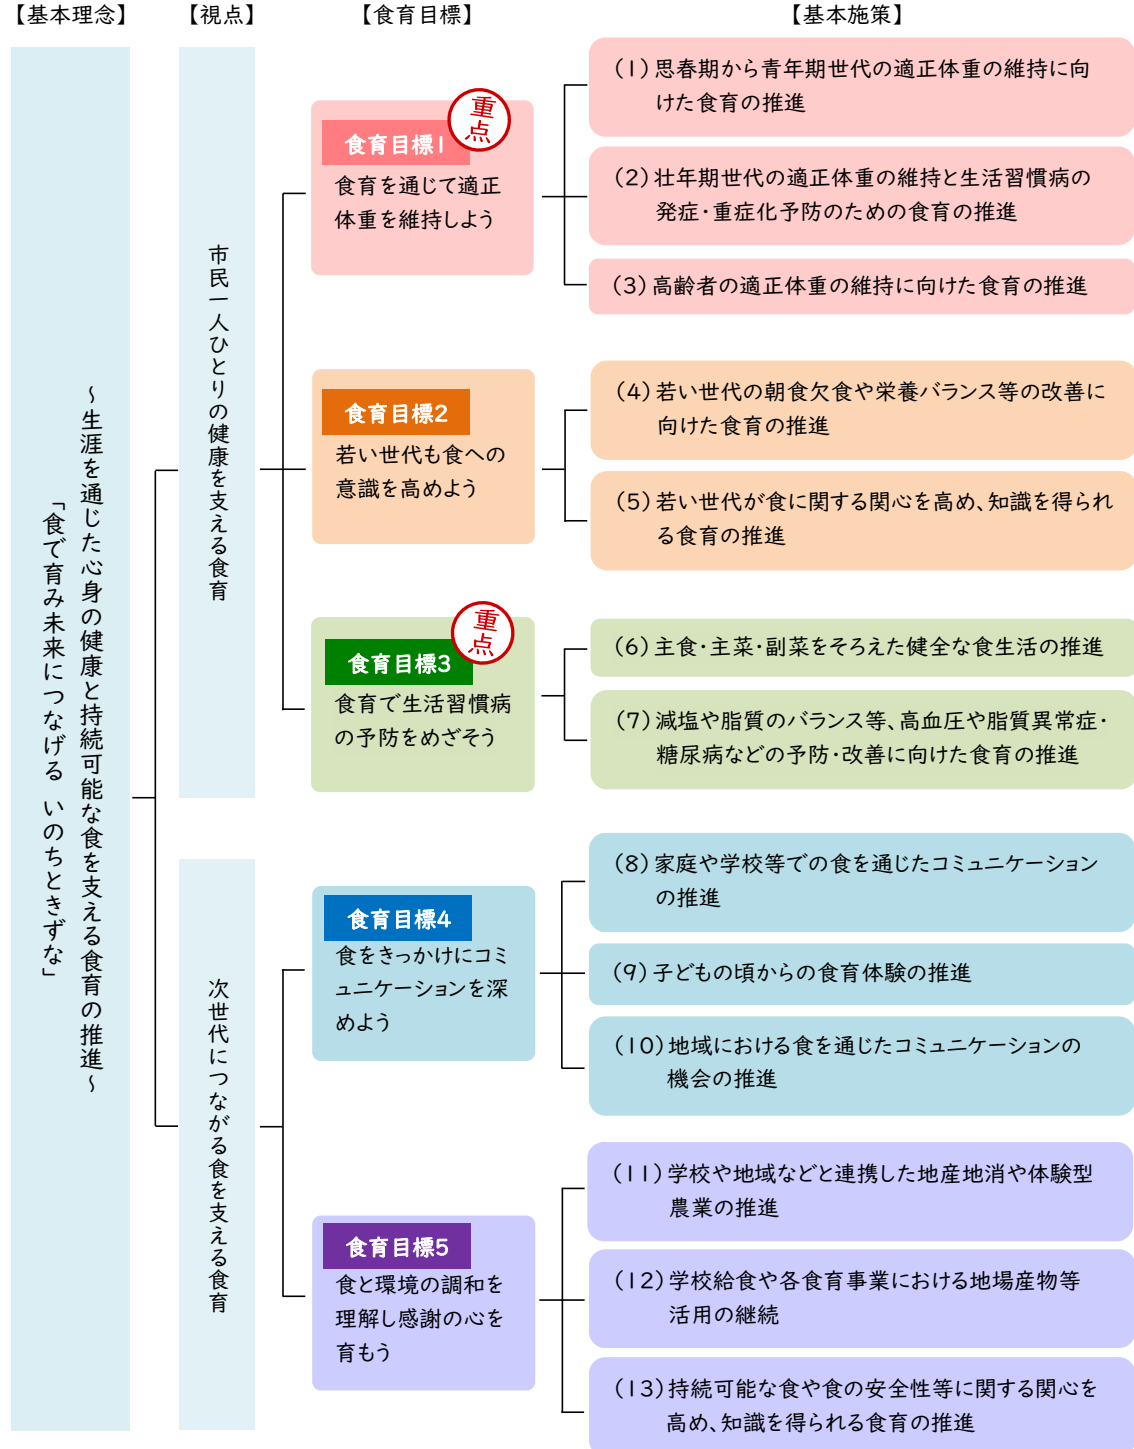 【基本理念】
【視点】
【食育目標】
【基本施策】
～生涯を通じた心身の健康と持続可能な食を支える食育の推進～
「食で育み未来につなげる いのちときずな」
市民一人ひとりの健康を支える食育
重点
食育目標1
食育を通じて適正
体重を維持しよう
(1)思春期から青年期世代の適正体重の維持に向
けた食育の推進
(2)壮年期世代の適正体重の維持と生活習慣病の
発症・重症化予防のための食育の推進
(3)高齢者の適正体重の維持に向けた食育の推進
食育目標2
若い世代も食への
意識を高めよう
(4)若い世代の朝食欠食や栄養バランス等の改善に
向けた食育の推進
(5)若い世代が食に関する関心を高め、知識を得られ
る食育の推進
重点
食育目標3
食育で生活習慣病
の予防をめざそう
(6)主食・主菜・副菜をそろえた健全な食生活の推進
(7)減塩や脂質のバランス等、高血圧や脂質異常症・
糖尿病などの予防・改善に向けた食育の推進
次世代につながる食を支える食育
食育目標4
食をきっかけにコミ
ュニケーションを深
めよう
(8)家庭や学校等での食を通じたコミュニケーション
の推進
(9)子どもの頃からの食育体験の推進
(10)地域における食を通じたコミュニケーションの
機会の推進
食育目標5
食と環境の調和を
理解し感謝の心を
育もう
(11)学校や地域などと連携した地産地消や体験型
農業の推進
(12)学校給食や各食育事業における地場産物等
活用の継続
(13)持続可能な食や食の安全性等に関する関心を
高め、知識を得られる食育の推進